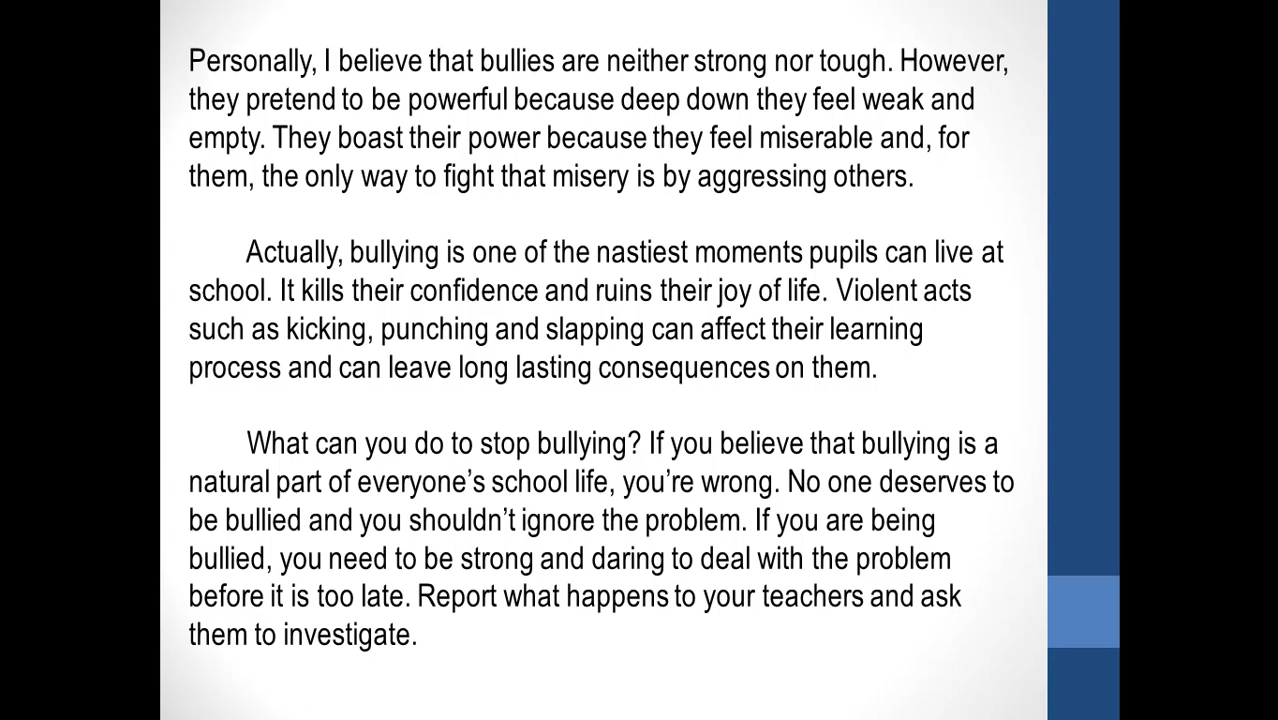 Personally, I believe that bullies are neither strong nor tough. However,
they pretend to be powerful because deep down they feel weak and
empty. They boast their power because they feel miserable and, for
them, the only way to fight that misery is by aggressing others.
Actually, bullying is one of the nastiest moments pupils can live at
school. It kills their confidence and ruins their joy of life. Violent acts
such as kicking, punching and slapping can affect their learning
process and can leave long lasting consequences on them.
What can you do to stop bullying? If you believe that bullying is a
natural part of everyone’s school life, you’re wrong. No one deserves to
be bullied and you shouldn’t ignore the problem. If you are being
bullied, you need to be strong and daring to deal with the problem
before it is too late. Report what happens to your teachers and ask
them to investigate.